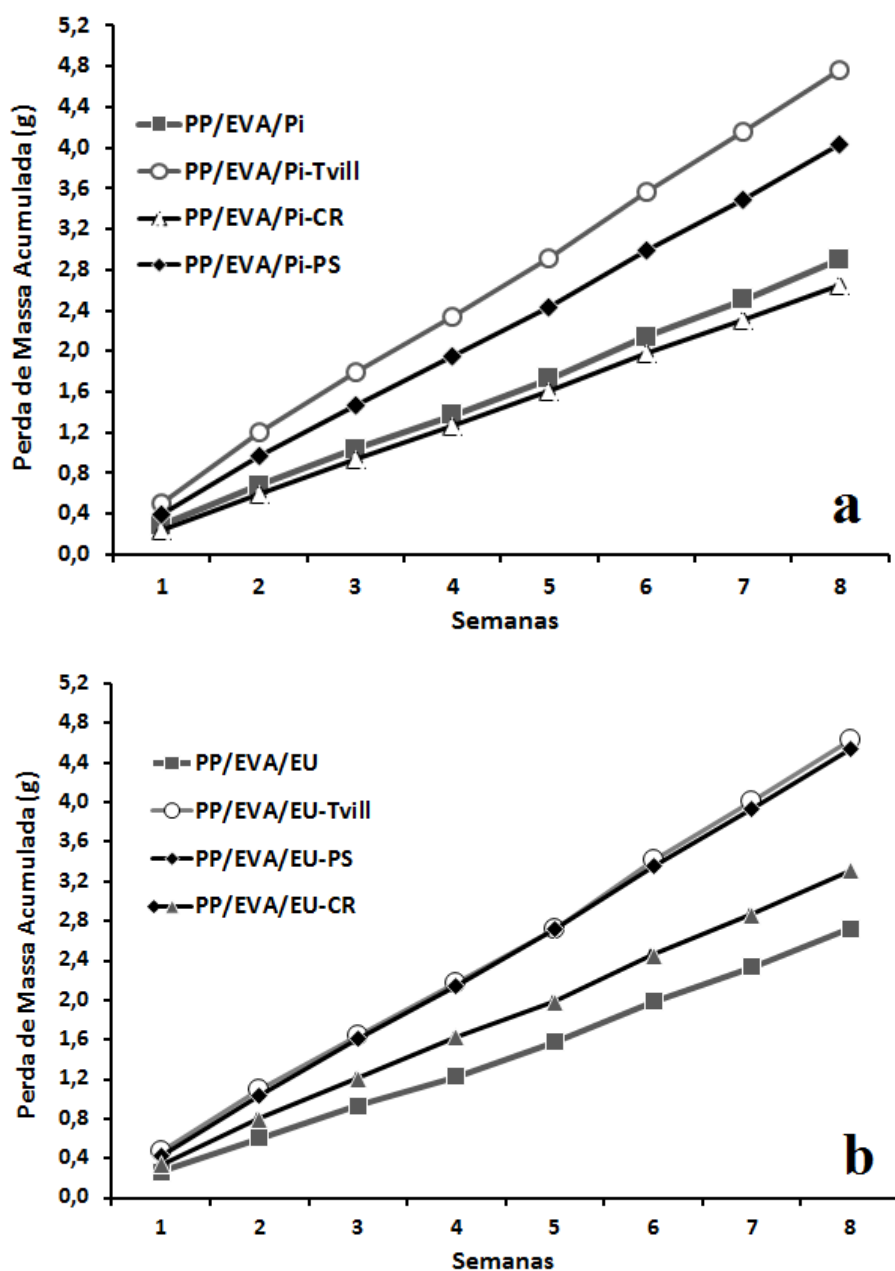 5,2
4,8
4,4
4,0
3,6
3,2
2,8
2,4
2,0
1,6
1,2
0,8
0,4
0,0
Perda de Massa Acumulada (g)
PP/EVA/Pi
PP/EVA/Pi-Tvill
PP/EVA/Pi-CR
PP/EVA/Pi-PS
a
1 2 3 4 5 6 7 8
Semanas
5,2
4,8
4,4
4,0
3,6
3,2
2,8
2,4
2,0
1,6
1,2
0,8
0,4
0,0
Perda de Massa Acumulada (g)
PP/EVA/EU
PP/EVA/EU-Tvill
PP/EVA/EU-PS
PP/EVA/EU-CR
b
1 2 3 4 5 6 7 8
Semanas